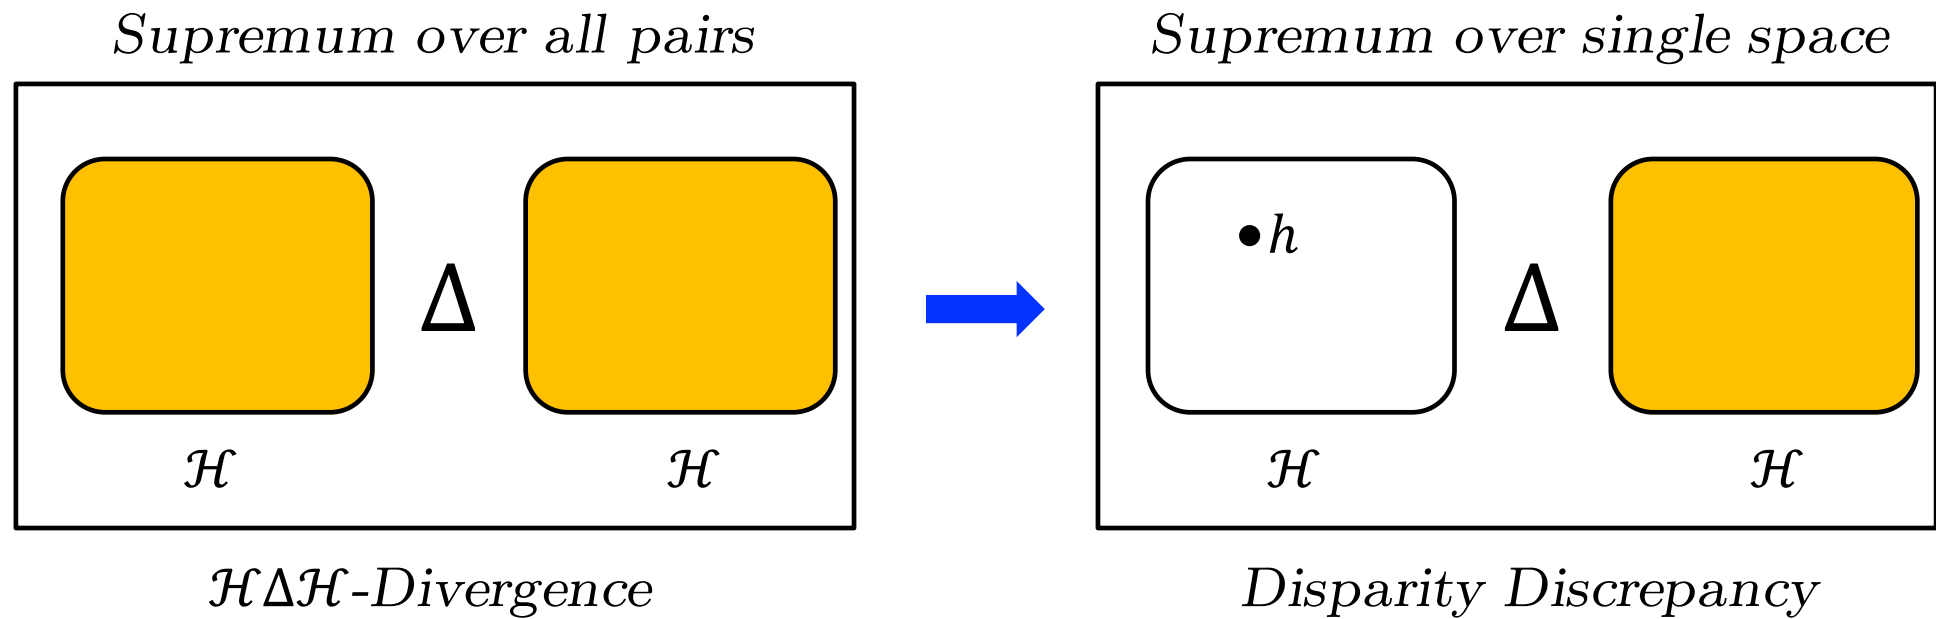 Supremum over all pairs
Δ
ℋ
ℋ
ℋΔℋ-Divergence
Supremum over single space
h
Δ
ℋ
ℋ
Disparity Discrepancy